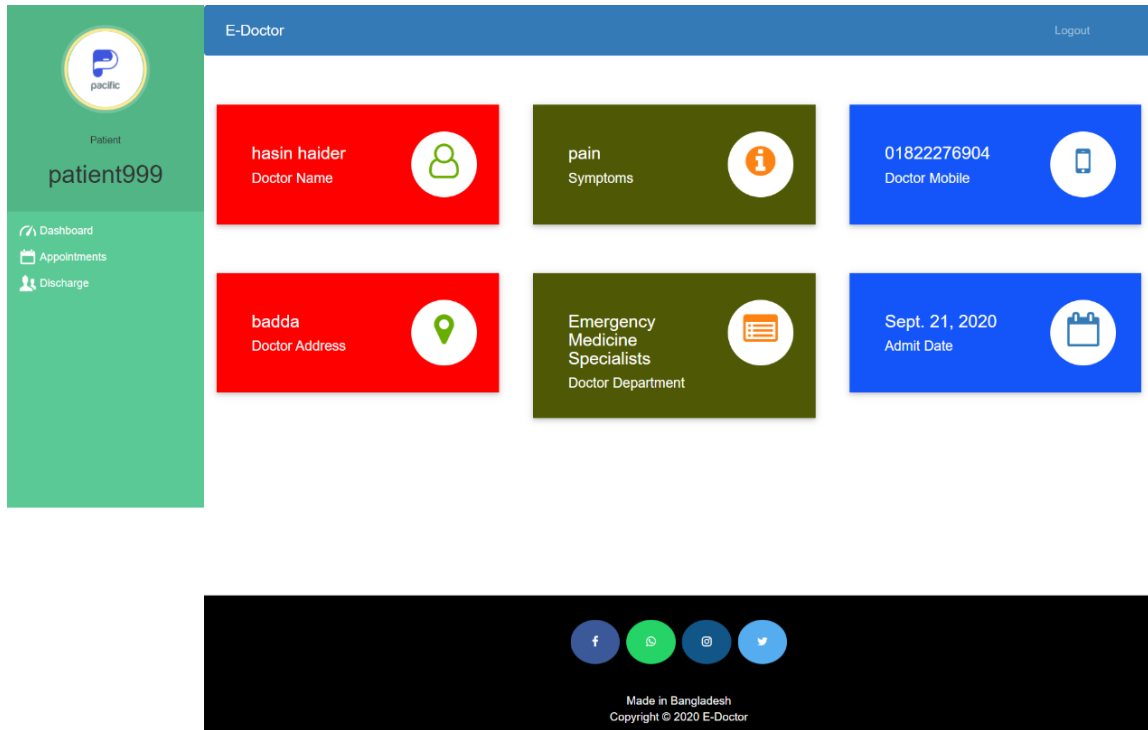 pacific
Patient
patient999
Dashboard
Appointments
Discharge
E-Doctor
Logout
hasin haider
Doctor Name
pain
Symptoms
01822276904
Doctor Mobile
badda
Doctor Address
Emergency
Medicine
Specialists
Doctor Department
Sept. 21, 2020
Admit Date
Made in Bangladesh
Copyright © 2020 E-Doctor